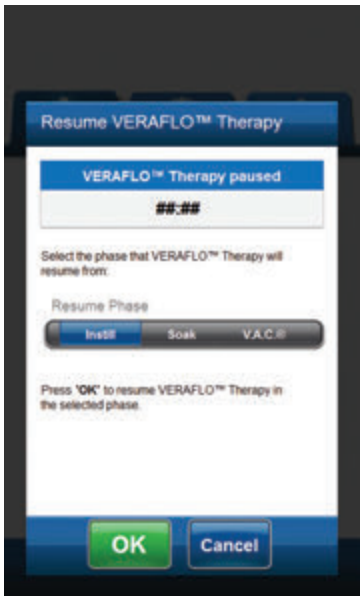 Resume VERAFLO™ Therapy
VERAFLO™ Therapy paused
##:##
Select the phase that VERAFLO™ Therapy will
resume from:
Resume Phase
Instill Soak V.A.C.®
Press "OK" to resume VERAFLO™ Therapy in
the selected phase.
OK Cancel